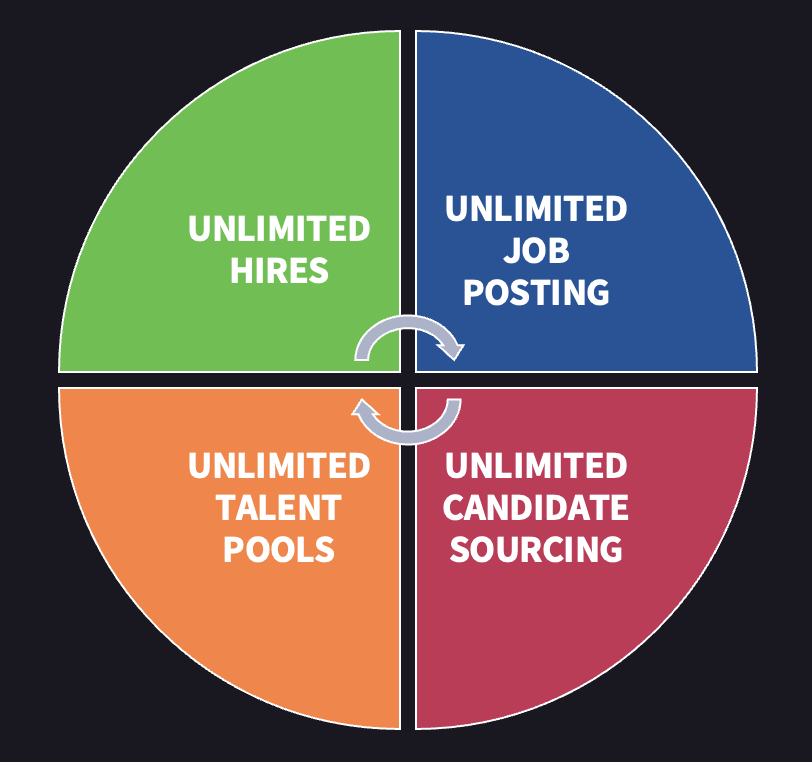 UNLIMITED
HIRES
UNLIMITED
JOB
POSTING
UNLIMITED
TALENT
POOLS
UNLIMITED
CANDIDATE
SOURCING